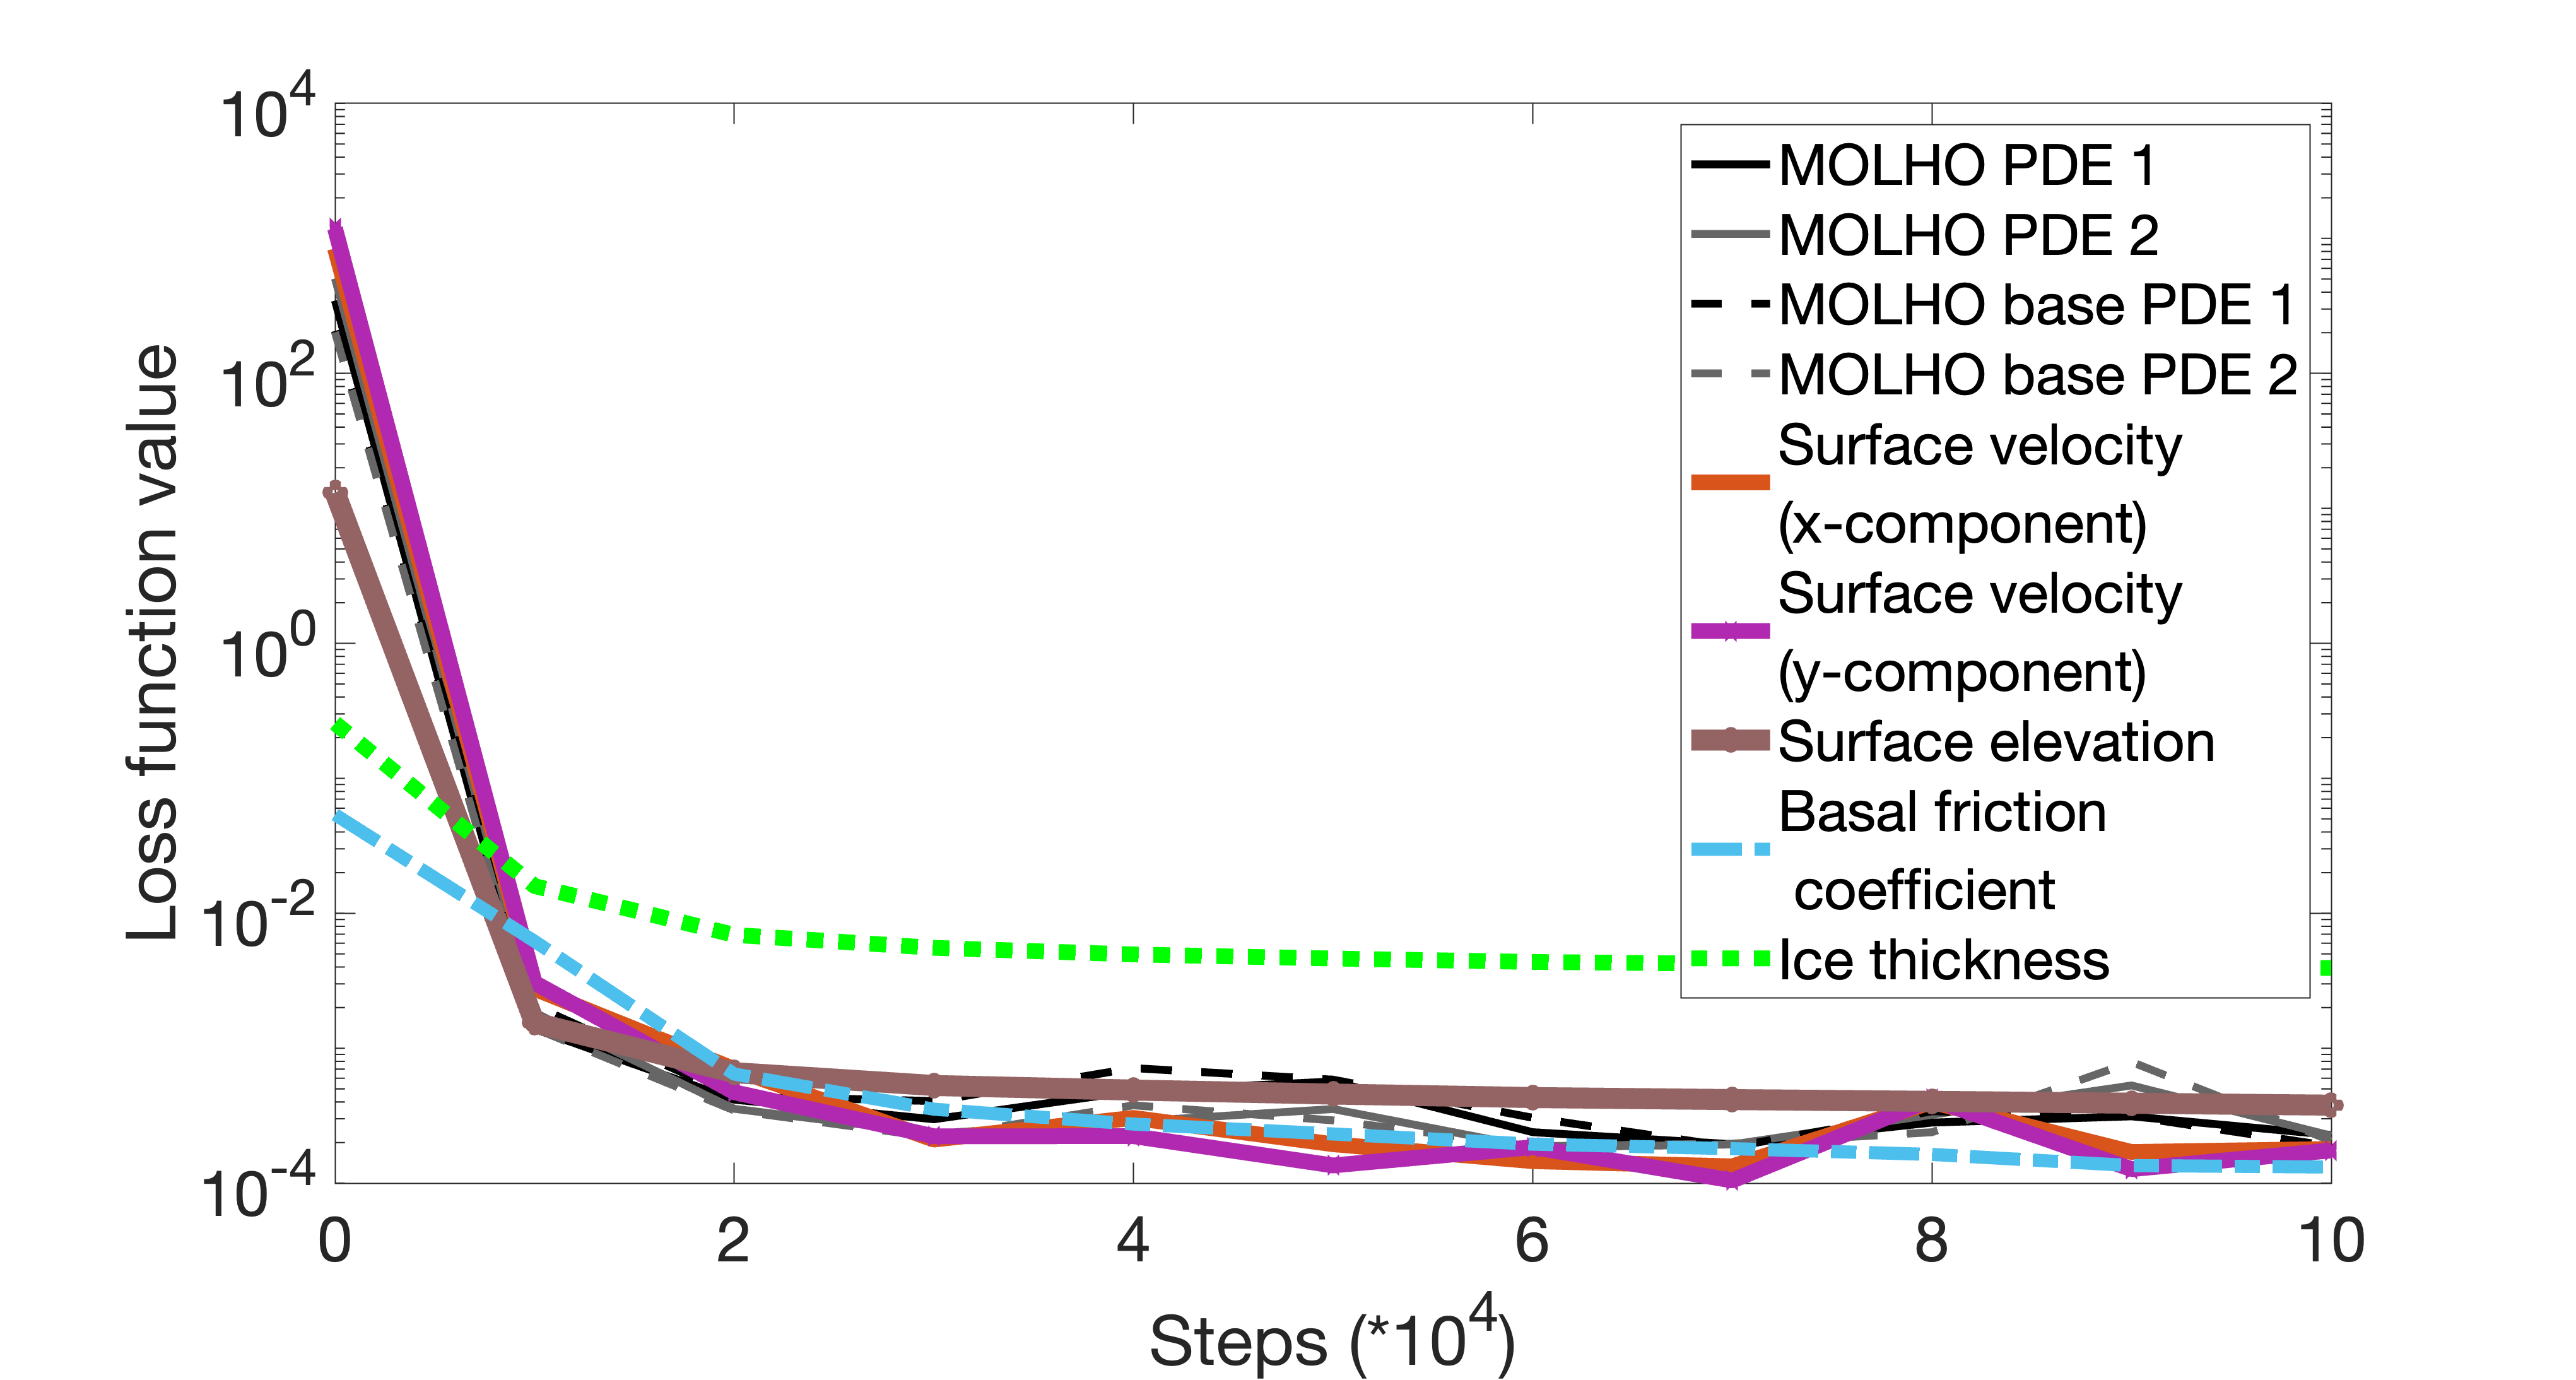 10^4
10^2
10^0
10^-2
10^-4
Loss function value
0 2 4 6 8 10
Steps (*10^4)
MOLHO PDE 1
MOLHO PDE 2
MOLHO base PDE 1
MOLHO base PDE 2
Surface velocity
(x-component)
Surface velocity
(y-component)
Surface elevation
Basal friction
coefficient
Ice thickness